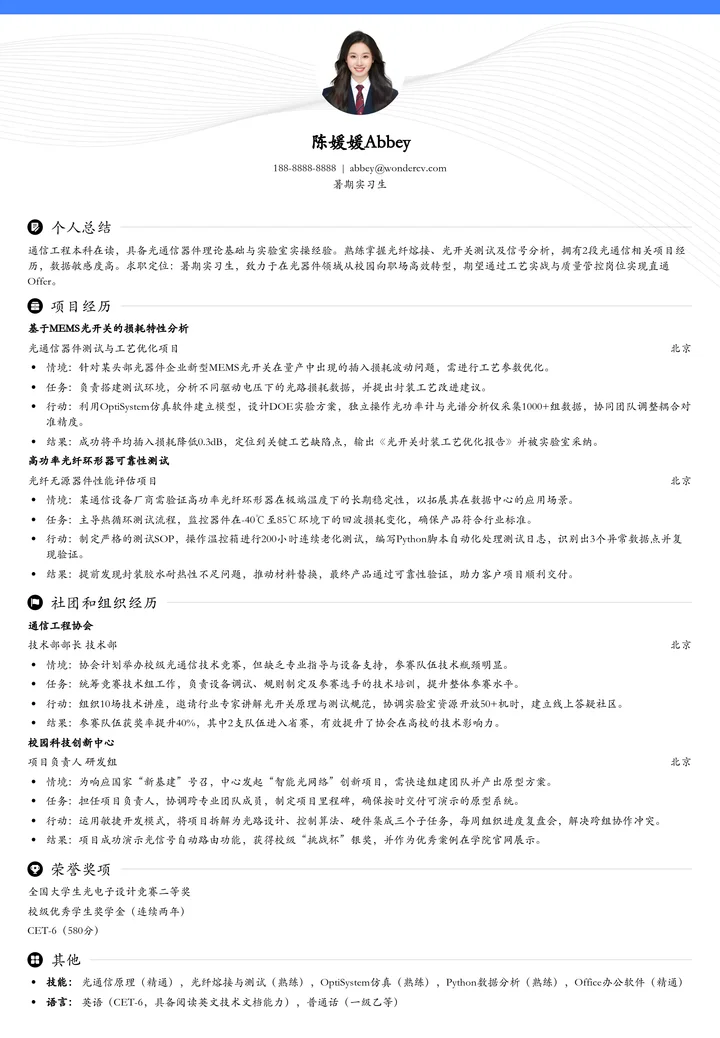 陈媛媛Abbey
188-8888-8888 | abbey@wondercv.com
暑期实习生
个人总结
通信工程本科在读，具备光通信器件理论基础与实验室实操经验。熟练掌握光纤熔接、光开关测试及信号分析，拥有2段光通信相关项目经
历，数据敏感度高。求职定位：暑期实习生，致力于在光器件领域从校园向职场高效转型，期望通过工艺实战与质量管控岗位实现直通
Offer。
项目经历
基于MEMS光开关的损耗特性分析
光通信器件测试与工艺优化项目 北京
• 情境：针对某头部光器件企业新型MEMS光开关在量产中出现的插入损耗波动问题，需进行工艺参数优化。
• 任务：负责搭建测试环境，分析不同驱动电压下的光路损耗数据，并提出封装工艺改进建议。
• 行动：利用OptiSystem仿真软件建立模型，设计DOE实验方案，独立操作光功率计与光谱分析仪采集1000+组数据，协同团队调整耦合对
准精度。
• 结果：成功将平均插入损耗降低0.3dB，定位到关键工艺缺陷点，输出《光开关封装工艺优化报告》并被实验室采纳。
高功率光纤环形器可靠性测试
光纤无源器件性能评估项目 北京
• 情境：某通信设备厂商需验证高功率光纤环形器在极端温度下的长期稳定性，以拓展其在数据中心的应用场景。
• 任务：主导热循环测试流程，监控器件在-40℃至85℃环境下的回波损耗变化，确保产品符合行业标准。
• 行动：制定严格的测试SOP，操作温控箱进行200小时连续老化测试，编写Python脚本自动化处理测试日志，识别出3个异常数据点并复
现验证。
• 结果：提前发现封装胶水耐热性不足问题，推动材料替换，最终产品通过可靠性验证，助力客户项目顺利交付。
社团和组织经历
通信工程协会
技术部部长 技术部 北京
• 情境：协会计划举办校级光通信技术竞赛，但缺乏专业指导与设备支持，参赛队伍技术瓶颈明显。
• 任务：统筹竞赛技术组工作，负责设备调试、规则制定及参赛选手的技术培训，提升整体参赛水平。
• 行动：组织10场技术讲座，邀请行业专家讲解光开关原理与测试规范，协调实验室资源开放50+机时，建立线上答疑社区。
• 结果：参赛队伍获奖率提升40%，其中2支队伍进入省赛，有效提升了协会在高校的技术影响力。
校园科技创新中心
项目负责人 研发组 北京
• 情境：为响应国家“新基建”号召，中心发起“智能光网络”创新项目，需快速组建团队并产出原型方案。
• 任务：担任项目负责人，协调跨专业团队成员，制定项目里程碑，确保按时交付可演示的原型系统。
• 行动：运用敏捷开发模式，将项目拆解为光路设计、控制算法、硬件集成三个子任务，每周组织进度复盘会，解决跨组协作冲突。
• 结果：项目成功演示光信号自动路由功能，获得校级“挑战杯”银奖，并作为优秀案例在学院官网展示。
荣誉奖项
全国大学生光电子设计竞赛二等奖
校级优秀学生奖学金（连续两年）
CET-6（580分）
其他
• 技能： 光通信原理（精通）, 光纤熔接与测试（熟练）, OptiSystem仿真（熟练）, Python数据分析（熟练）, Office办公软件（精通）
• 语言： 英语（CET-6，具备阅读英文技术文档能力）, 普通话（一级乙等）